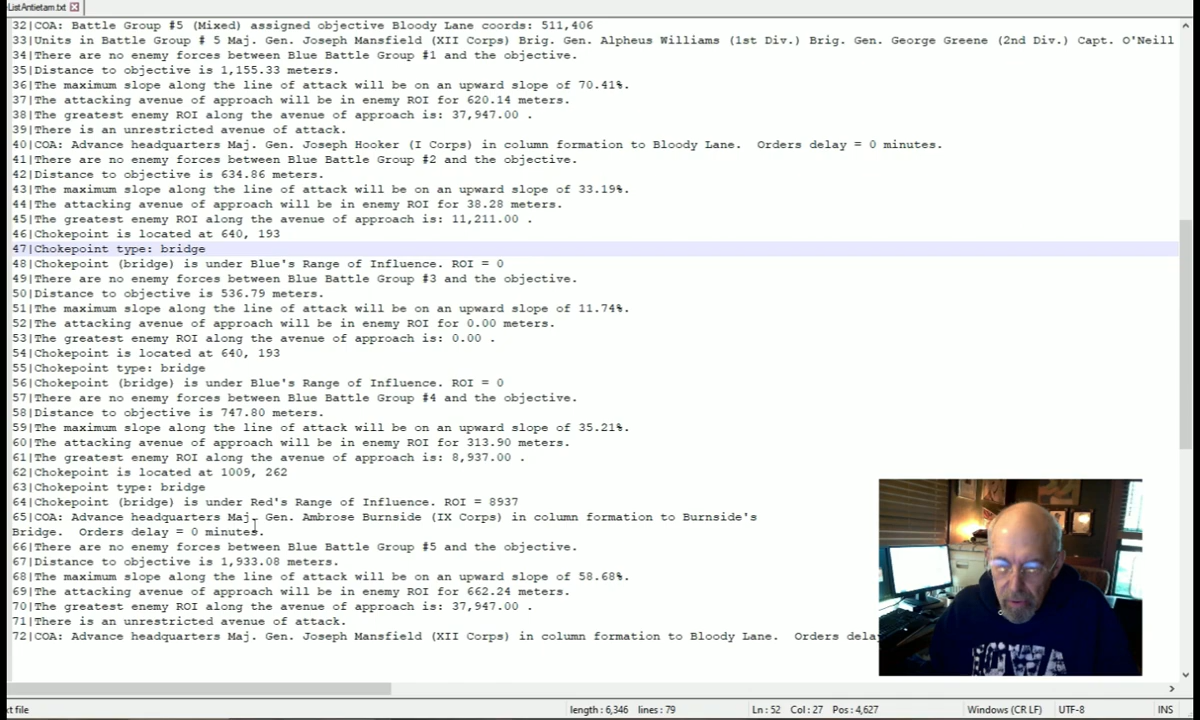 ListAntietam.txt
32|COA: Battle Group #5 (Mixed) assigned objective Bloody Lane coords: 511,406
33|Units in Battle Group # 5 Maj. Gen. Joseph Mansfield (XII Corps) Brig. Gen. Alpheus Williams (1st Div.) Brig. Gen. George Greene (2nd Div.) Capt. O'Neill
34|There are no enemy forces between Blue Battle Group #1 and the objective.
35|Distance to objective is 1,155.33 meters.
36|The maximum slope along the line of attack will be on an upward slope of 70.41%.
37|The attacking avenue of approach will be in enemy ROI for 620.14 meters.
38|The greatest enemy ROI along the avenue of approach is: 37,947.00 .
39|There is an unrestricted avenue of attack.
40|COA: Advance headquarters Maj. Gen. Joseph Hooker (I Corps) in column formation to Bloody Lane.  Orders delay = 0 minutes.
41|There are no enemy forces between Blue Battle Group #2 and the objective.
42|Distance to objective is 634.86 meters.
43|The maximum slope along the line of attack will be on an upward slope of 33.19%.
44|The attacking avenue of approach will be in enemy ROI for 38.28 meters.
45|The greatest enemy ROI along the avenue of approach is: 11,211.00 .
46|Chokepoint is located at 640, 193
47|Chokepoint type: bridge
48|Chokepoint (bridge) is under Blue's Range of Influence. ROI = 0
49|There are no enemy forces between Blue Battle Group #3 and the objective.
50|Distance to objective is 536.79 meters.
51|The maximum slope along the line of attack will be on an upward slope of 11.74%.
52|The attacking avenue of approach will be in enemy ROI for 0.00 meters.
53|The greatest enemy ROI along the avenue of approach is: 0.00 .
54|Chokepoint is located at 640, 193
55|Chokepoint type: bridge
56|Chokepoint (bridge) is under Blue's Range of Influence. ROI = 0
57|There are no enemy forces between Blue Battle Group #4 and the objective.
58|Distance to objective is 747.80 meters.
59|The maximum slope along the line of attack will be on an upward slope of 35.21%.
60|The attacking avenue of approach will be in enemy ROI for 313.90 meters.
61|The greatest enemy ROI along the avenue of approach is: 8,937.00 .
62|Chokepoint is located at 1009, 262
63|Chokepoint type: bridge
64|Chokepoint (bridge) is under Red's Range of Influence. ROI = 8937
65|COA: Advance headquarters Maj. Gen. Ambrose Burnside (IX Corps) in column formation to Burnside's
Bridge.  Orders delay = 0 minutes.
66|There are no enemy forces between Blue Battle Group #5 and the objective.
67|Distance to objective is 1,933.08 meters.
68|The maximum slope along the line of attack will be on an upward slope of 58.68%.
69|The attacking avenue of approach will be in enemy ROI for 662.24 meters.
70|The greatest enemy ROI along the avenue of approach is: 37,947.00 .
71|There is an unrestricted avenue of attack.
72|COA: Advance headquarters Maj. Gen. Joseph Mansfield (XII Corps) in column formation to Bloody Lane.  Orders
xt file length : 6,346 lines : 79 Ln : 52 Col : 27 Pos : 4,627 Windows (CR LF) UTF-8 INS